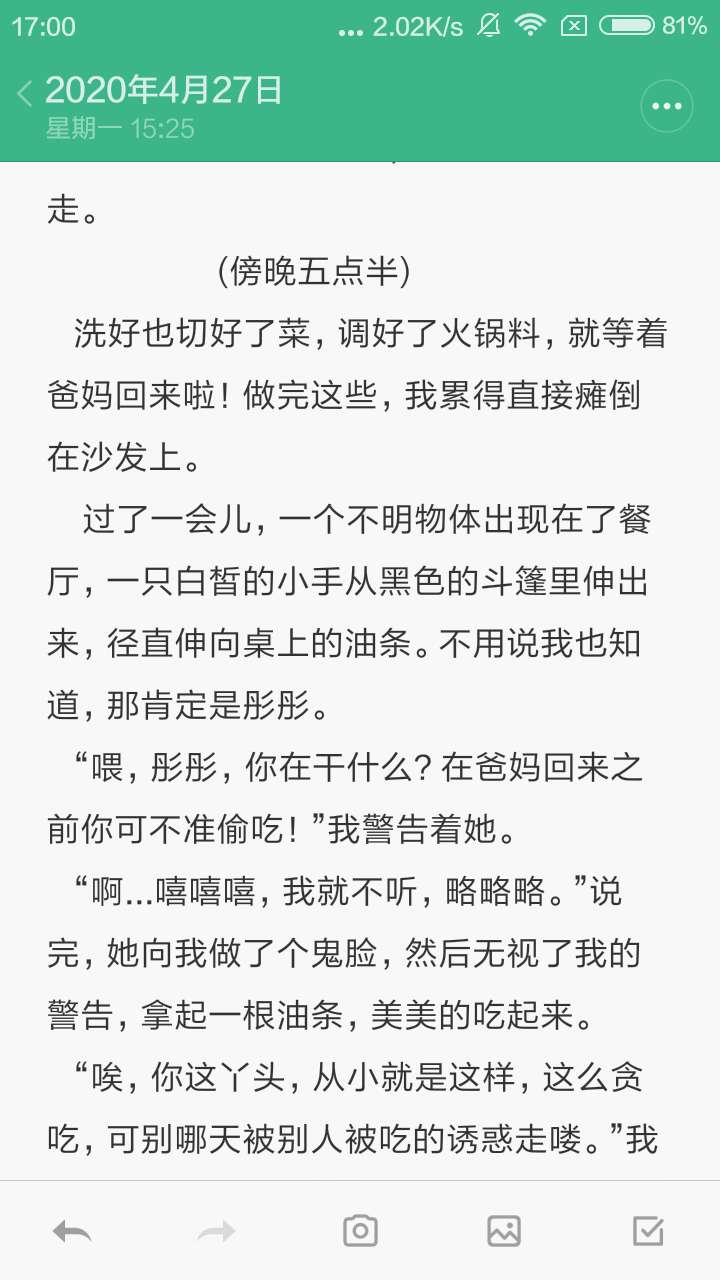 17:00
... 2.02K/s 81%
2020年4月27日
星期一 15:25
走。
(傍晚五点半)
洗好也切好了菜，调好了火锅料，就等着
爸妈回来啦！做完这些，我累得直接瘫倒
在沙发上。
过了一会儿，一个不明物体出现在了餐
厅，一只白皙的小手从黑色的斗篷里伸出
来，径直伸向桌上的油条。不用说我也知
道，那肯定是彤彤。
“喂，彤彤，你在干什么？在爸妈回来之
前你可不准偷吃！”我警告着她。
“啊...嘻嘻嘻，我就不听，略略略。”说
完，她向我做了个鬼脸，然后无视了我的
警告，拿起一根油条，美美的吃起来。
“唉，你这丫头，从小就是这样，这么贪
吃，可别哪天被别人被吃的诱惑走喽。”我